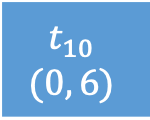 t₁₀
(0, 6)